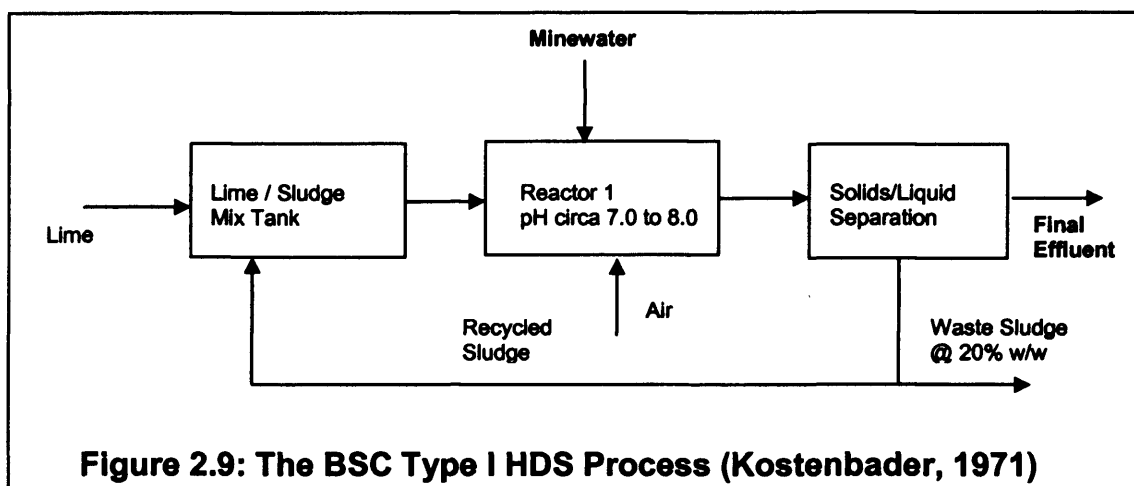 Minewater
Lime / Sludge
Mix Tank
Reactor 1
pH circa 7.0 to 8.0
Solids/Liquid
Separation
Lime
Final
Effluent
Air
Recycled
Sludge
Waste Sludge
@ 20% w/w
Figure 2.9: The BSC Type I HDS Process (Kostenbader, 1971)